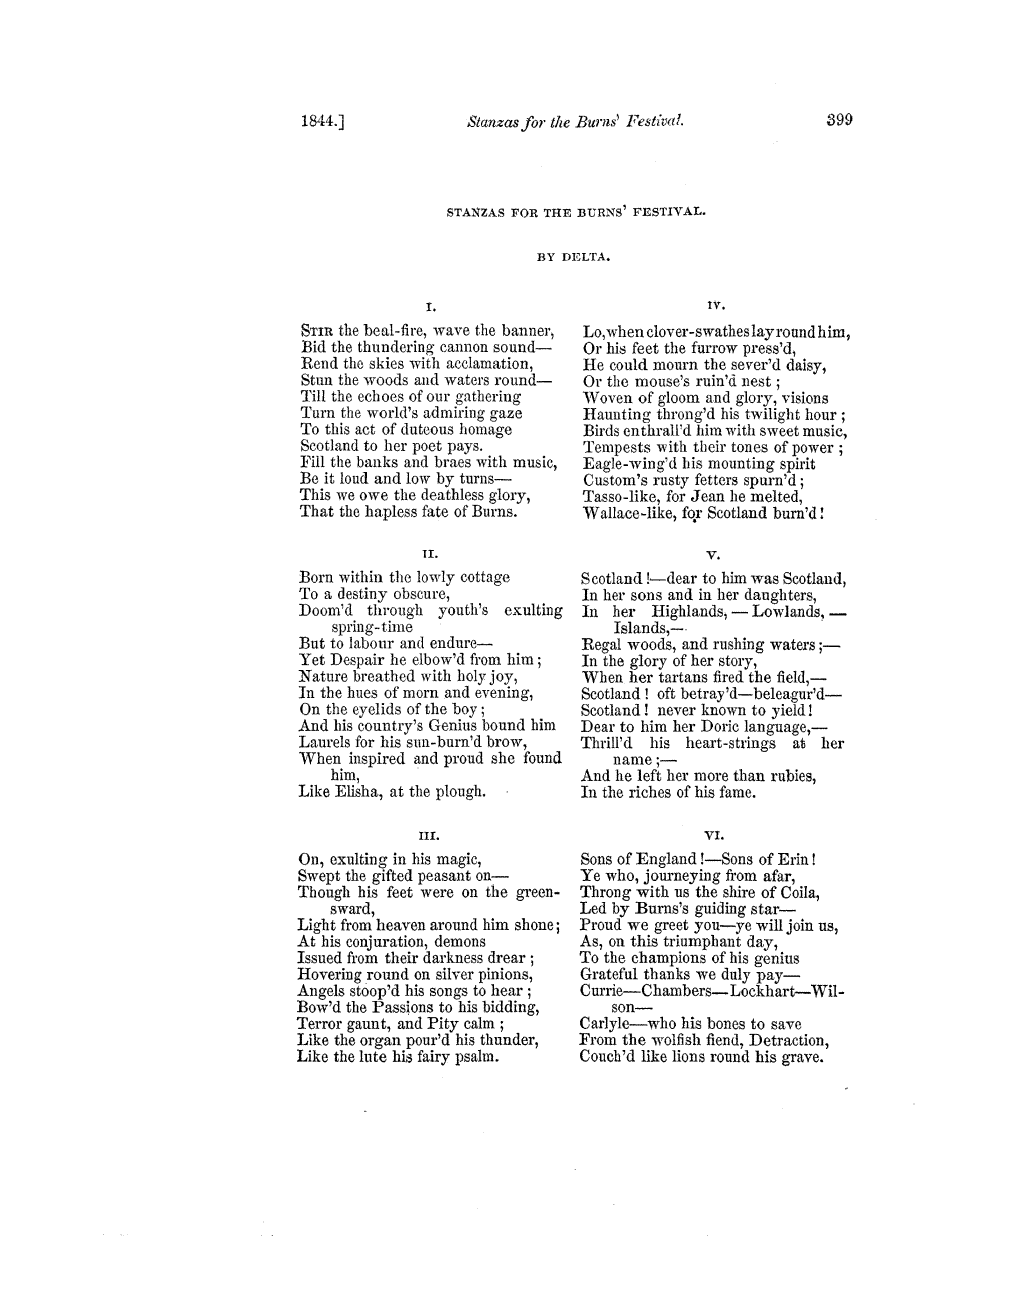 1844.] Stanzas for the Burns' Festival. 399
STANZAS FOR THE BURNS' FESTIVAL.
BY DELTA.
I.
STIR the beal-fire, wave the banner,
Bid the thundering cannon sound—
Rend the skies with acclamation,
Stun the woods and waters round—
Till the echoes of our gathering
Turn the world's admiring gaze
To this act of duteous homage
Scotland to her poet pays.
Fill the banks and braes with music,
Be it loud and low by turns—
This we owe the deathless glory,
That the hapless fate of Burns.
II.
Born within the lowly cottage
To a destiny obscure,
Doom'd through youth's exulting
spring-time
But to labour and endure—
Yet Despair he elbow'd from him;
Nature breathed with holy joy,
In the hues of morn and evening,
On the eyelids of the boy;
And his country's Genius bound him
Laurels for his sun-burn'd brow,
When inspired and proud she found
him,
Like Elisha, at the plough.
III.
On, exulting in his magic,
Swept the gifted peasant on—
Though his feet were on the green-
sward,
Light from heaven around him shone;
At his conjuration, demons
Issued from their darkness drear;
Hovering round on silver pinions,
Angels stoop'd his songs to hear;
Bow'd the Passions to his bidding,
Terror gaunt, and Pity calm;
Like the organ pour'd his thunder,
Like the lute his fairy psalm.
IV.
Lo, when clover-swathes lay round him,
Or his feet the furrow press'd,
He could mourn the sever'd daisy,
Or the mouse's ruin'd nest;
Woven of gloom and glory, visions
Haunting throng'd his twilight hour;
Birds enthrall'd him with sweet music,
Tempests with their tones of power;
Eagle-wing'd his mounting spirit
Custom's rusty fetters spurn'd;
Tasso-like, for Jean he melted,
Wallace-like, for Scotland burn'd!
V.
Scotland!—dear to him was Scotland,
In her sons and in her daughters,
In her Highlands,—Lowlands,—
Islands,—
Regal woods, and rushing waters;—
In the glory of her story,
When her tartans fired the field,—
Scotland! oft betray'd—beleagur'd—
Scotland! never known to yield!
Dear to him her Doric language,—
Thrill'd his heart-strings at her
name;—
And he left her more than rubies,
In the riches of his fame.
VI.
Sons of England!—Sons of Erin!
Ye who, journeying from afar,
Throng with us the shire of Coila,
Led by Burns's guiding star—
Proud we greet you—ye will join us,
As, on this triumphant day,
To the champions of his genius
Grateful thanks we duly pay—
Currie—Chambers—Lockhart—Wil-
son—
Carlyle—who his bones to save
From the wolfish fiend, Detraction,
Couch'd like lions round his grave.